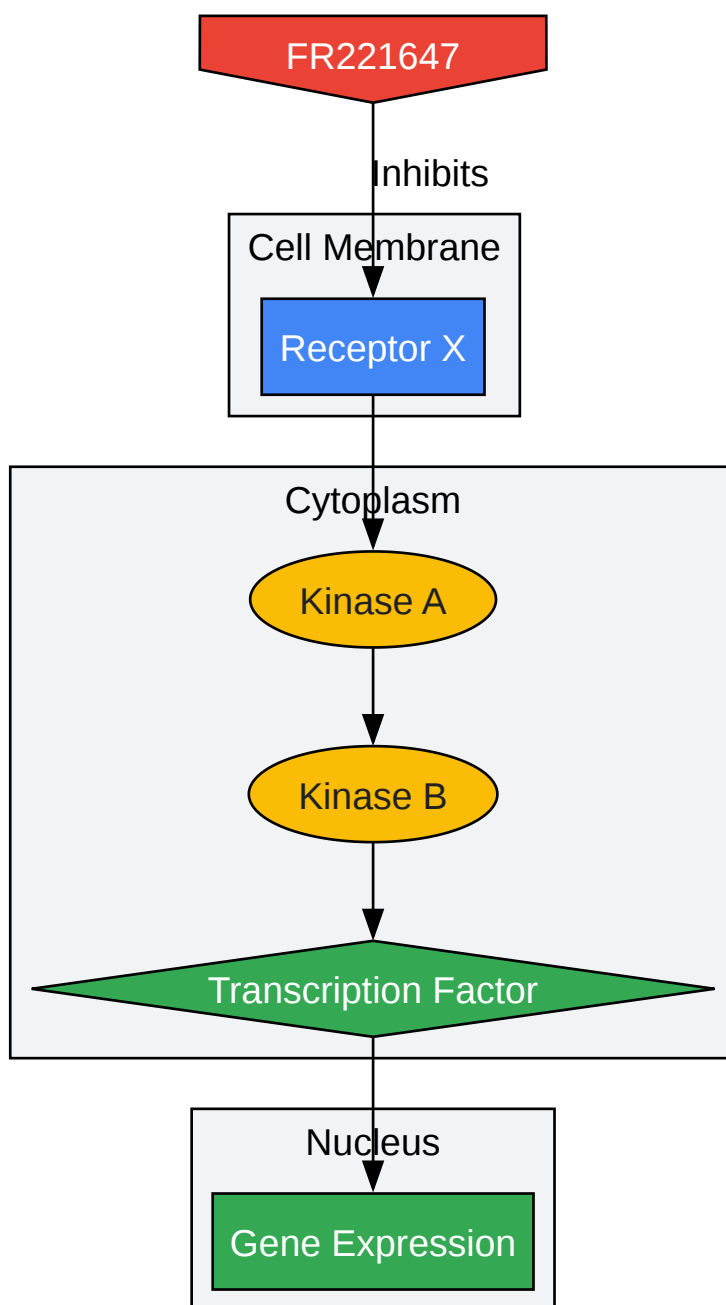 FR221647
Inhibits
Cell Membrane
Receptor X
Cytoplasm
Kinase A
Kinase B
Transcription Factor
Nucleus
Gene Expression